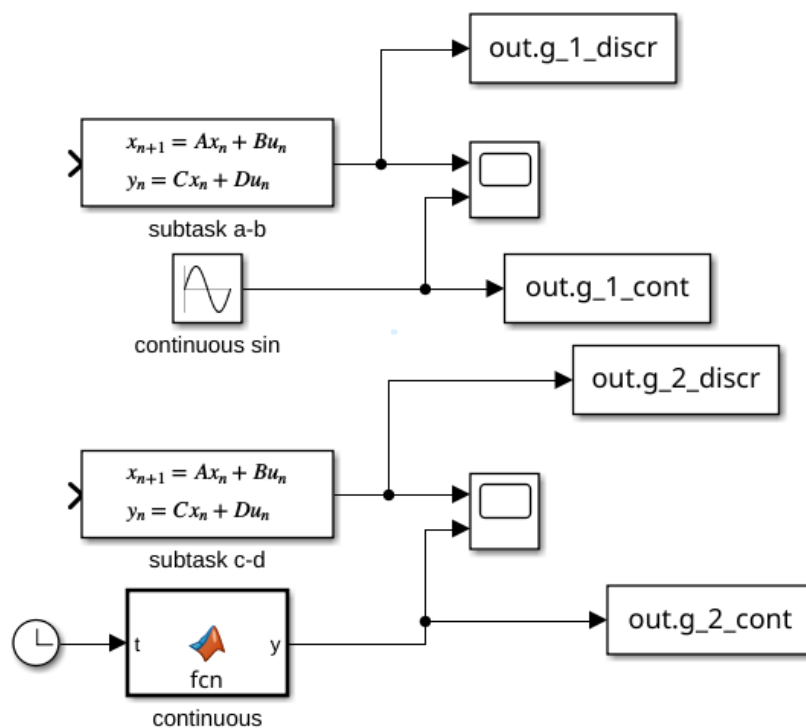 out.g_1_discr
x_{n+1} = Ax_n + Bu_n
y_n = Cx_n + Du_n
subtask a-b
continuous sin
out.g_1_cont
out.g_2_discr
x_{n+1} = Ax_n + Bu_n
y_n = Cx_n + Du_n
subtask c-d
out.g_2_cont
t
y
fcn
continuous